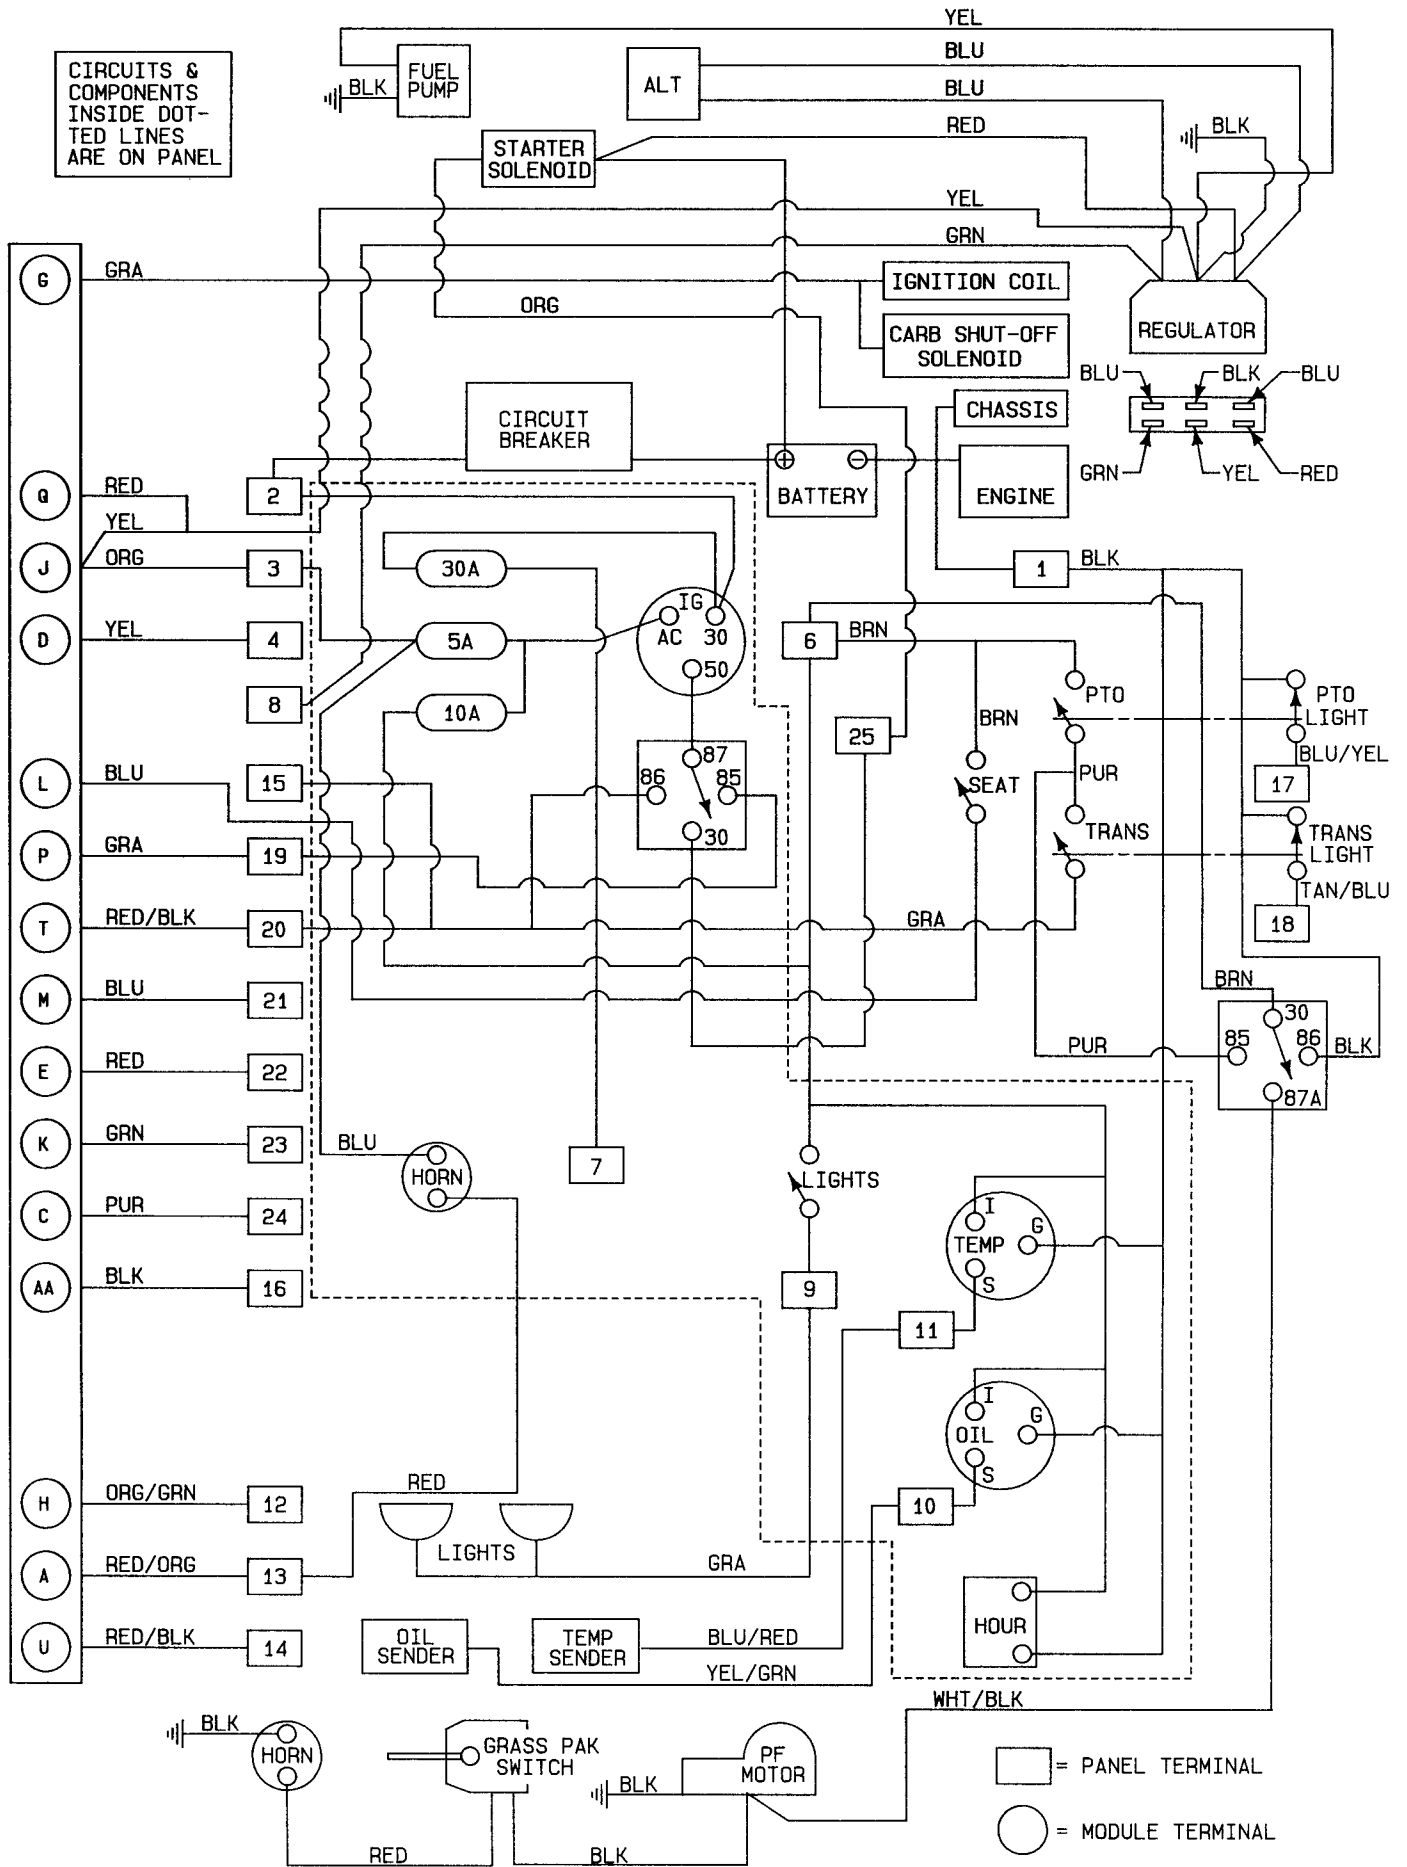 YEL
CIRCUITS &
COMPONENTS
INSIDE DOT-
TED LINES
ARE ON PANEL
FUEL
PUMP
BLK
ALT
BLU
BLU
RED
BLK
STARTER
SOLENOID
YEL
GRN
G
GRA
IGNITION COIL
ORG
CARB SHUT-OFF
SOLENOID
REGULATOR
BLU
BLK
BLU
GRN
YEL
RED
CHASSIS
CIRCUIT
BREAKER
BATTERY
ENGINE
Q
RED
2
YEL
J
ORG
3
30A
1
BLK
D
YEL
4
5A
IG
AC
30
50
6
BRN
8
10A
PTO
PTO
LIGHT
BRN
25
BLU/YEL
L
BLU
15
87
86
85
30
SEAT
PUR
17
TRANS
TRANS
LIGHT
P
GRA
19
TAN/BLU
T
RED/BLK
20
GRA
18
M
BLU
21
BRN
30
85
86
87A
PUR
BLK
E
RED
22
K
GRN
23
BLU
HORN
7
LIGHTS
C
PUR
24
I
G
TEMP
S
AA
BLK
16
9
11
I
G
OIL
S
H
ORG/GRN
12
RED
10
LIGHTS
GRA
A
RED/ORG
13
HOUR
U
RED/BLK
14
OIL
SENDER
TEMP
SENDER
BLU/RED
YEL/GRN
WHT/BLK
BLK
HORN
GRASS PAK
SWITCH
PF
MOTOR
BLK
= PANEL TERMINAL
= MODULE TERMINAL
RED
BLK